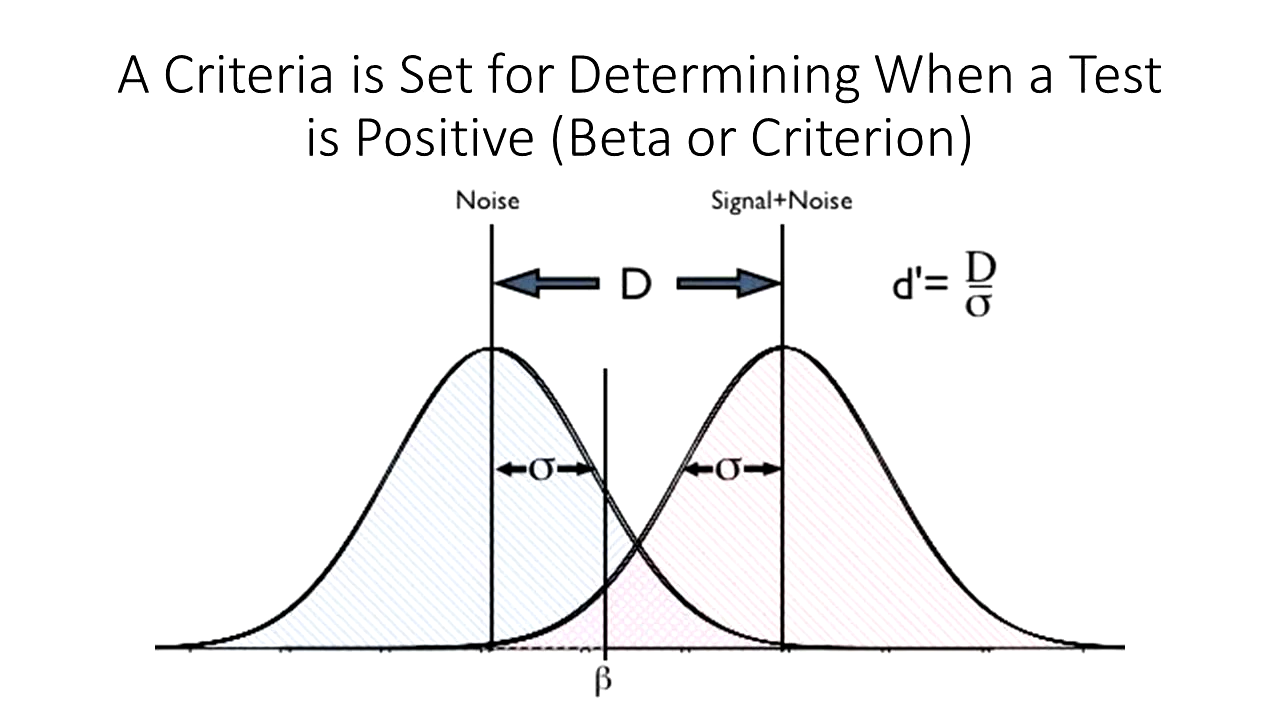 A Criteria is Set for Determining When a Test
is Positive (Beta or Criterion)
Noise
Signal+Noise
D
d'= D
σ
σ
σ
β